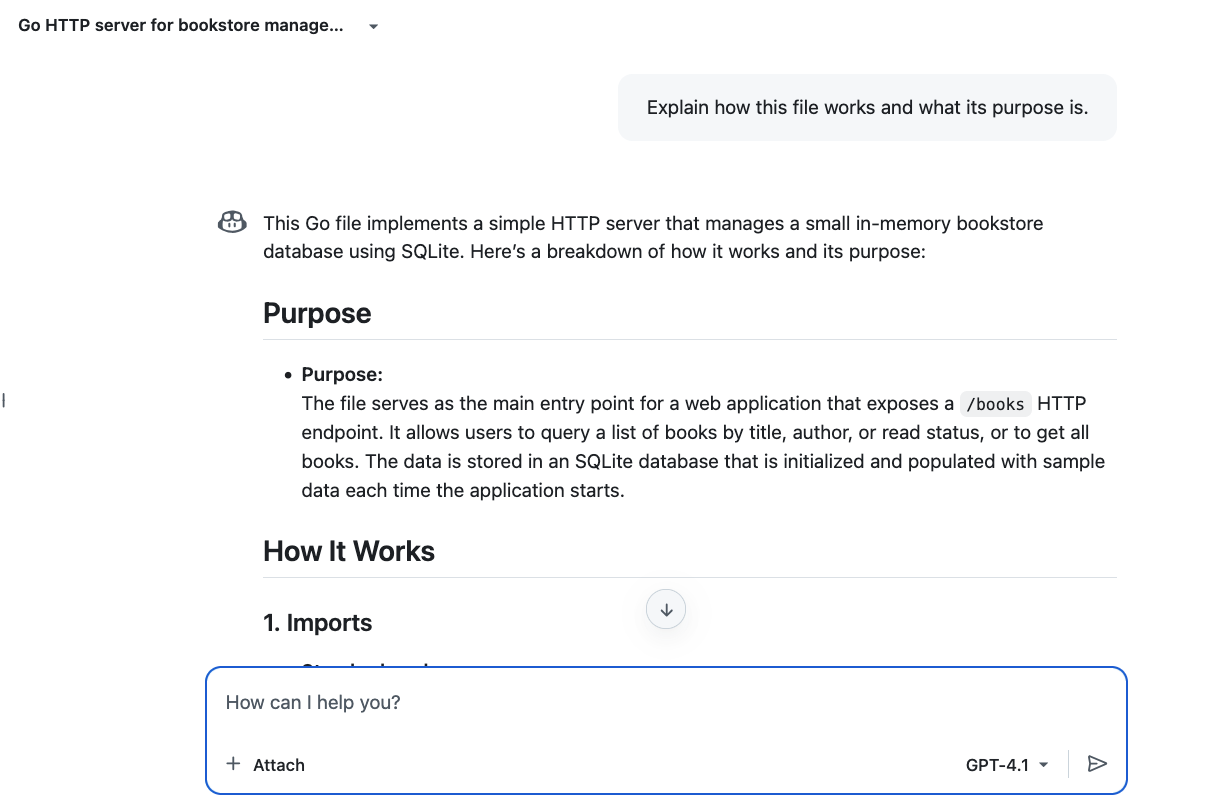 Go HTTP server for bookstore manage...
Explain how this file works and what its purpose is.
This Go file implements a simple HTTP server that manages a small in-memory bookstore
database using SQLite. Here’s a breakdown of how it works and its purpose:
Purpose
• Purpose:
The file serves as the main entry point for a web application that exposes a /books HTTP
endpoint. It allows users to query a list of books by title, author, or read status, or to get all
books. The data is stored in an SQLite database that is initialized and populated with sample
data each time the application starts.
How It Works
1. Imports
How can I help you?
Attach
GPT-4.1